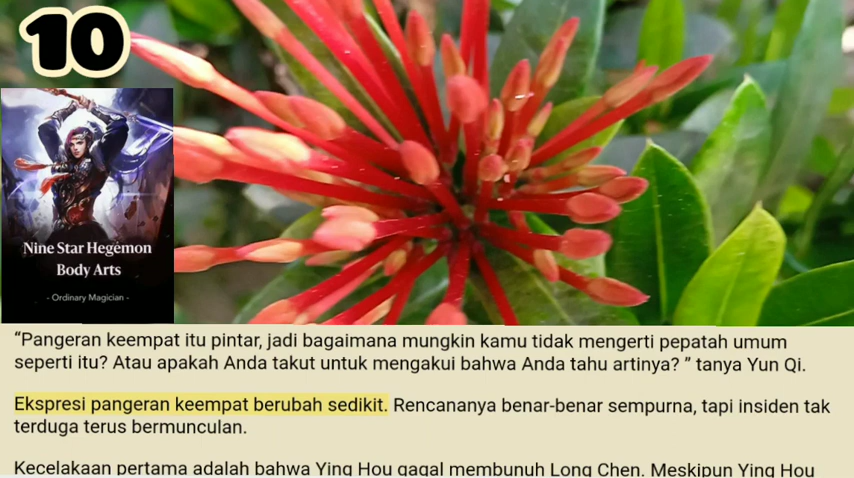 10
Nine Star Hegemon
Body Arts
- Ordinary Magician -
“Pangeran keempat itu pintar, jadi bagaimana mungkin kamu tidak mengerti pepatah umum
seperti itu? Atau apakah Anda takut untuk mengakui bahwa Anda tahu artinya? ” tanya Yun Qi.
Ekspresi pangeran keempat berubah sedikit. Rencananya benar-benar sempurna, tapi insiden tak
terduga terus bermunculan.
Kecelakaan pertama adalah bahwa Ying Hou gagal membunuh Long Chen. Meskipun Ying Hou